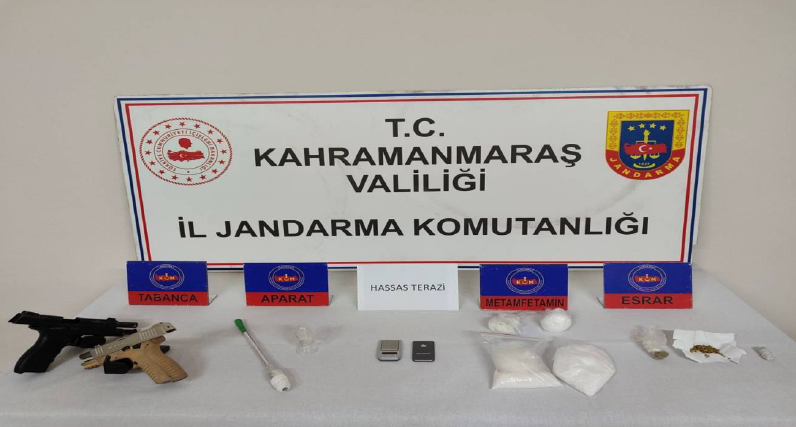 T.C.
KAHRAMANMARAŞ
VALİLİĞİ
İL JANDARMA KOMUTANLIĞI
JANDARMA
TABANCA
APARAT
HASSAS TERAZİ
METAMFETAMİN
ESRAR